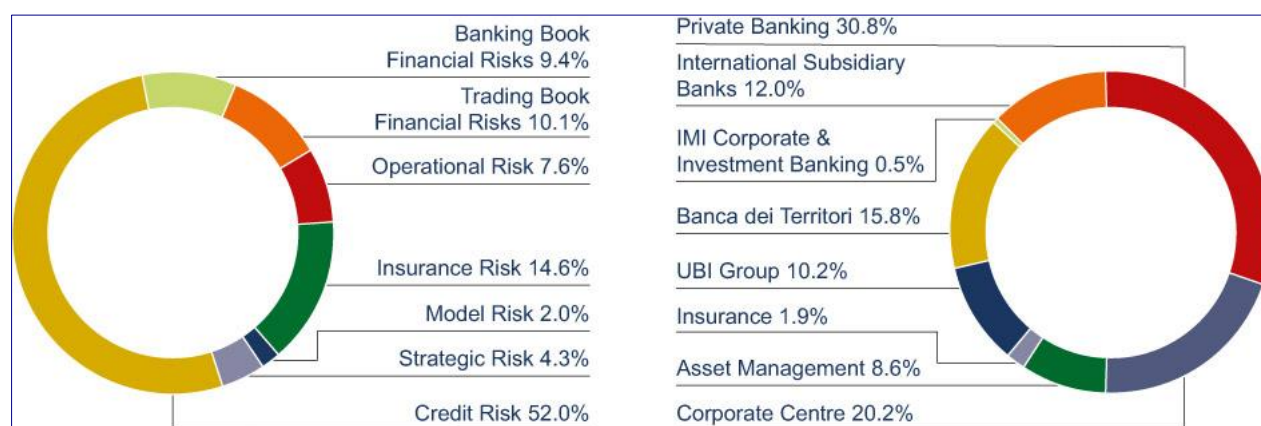 Banking Book
Financial Risks 9.4%
Trading Book
Financial Risks 10.1%
Operational Risk 7.6%
Insurance Risk 14.6%
Model Risk 2.0%
Strategic Risk 4.3%
Credit Risk 52.0%
Private Banking 30.8%
International Subsidiary
Banks 12.0%
IMI Corporate &
Investment Banking 0.5%
Banca dei Territori 15.8%
UBI Group 10.2%
Insurance 1.9%
Asset Management 8.6%
Corporate Centre 20.2%